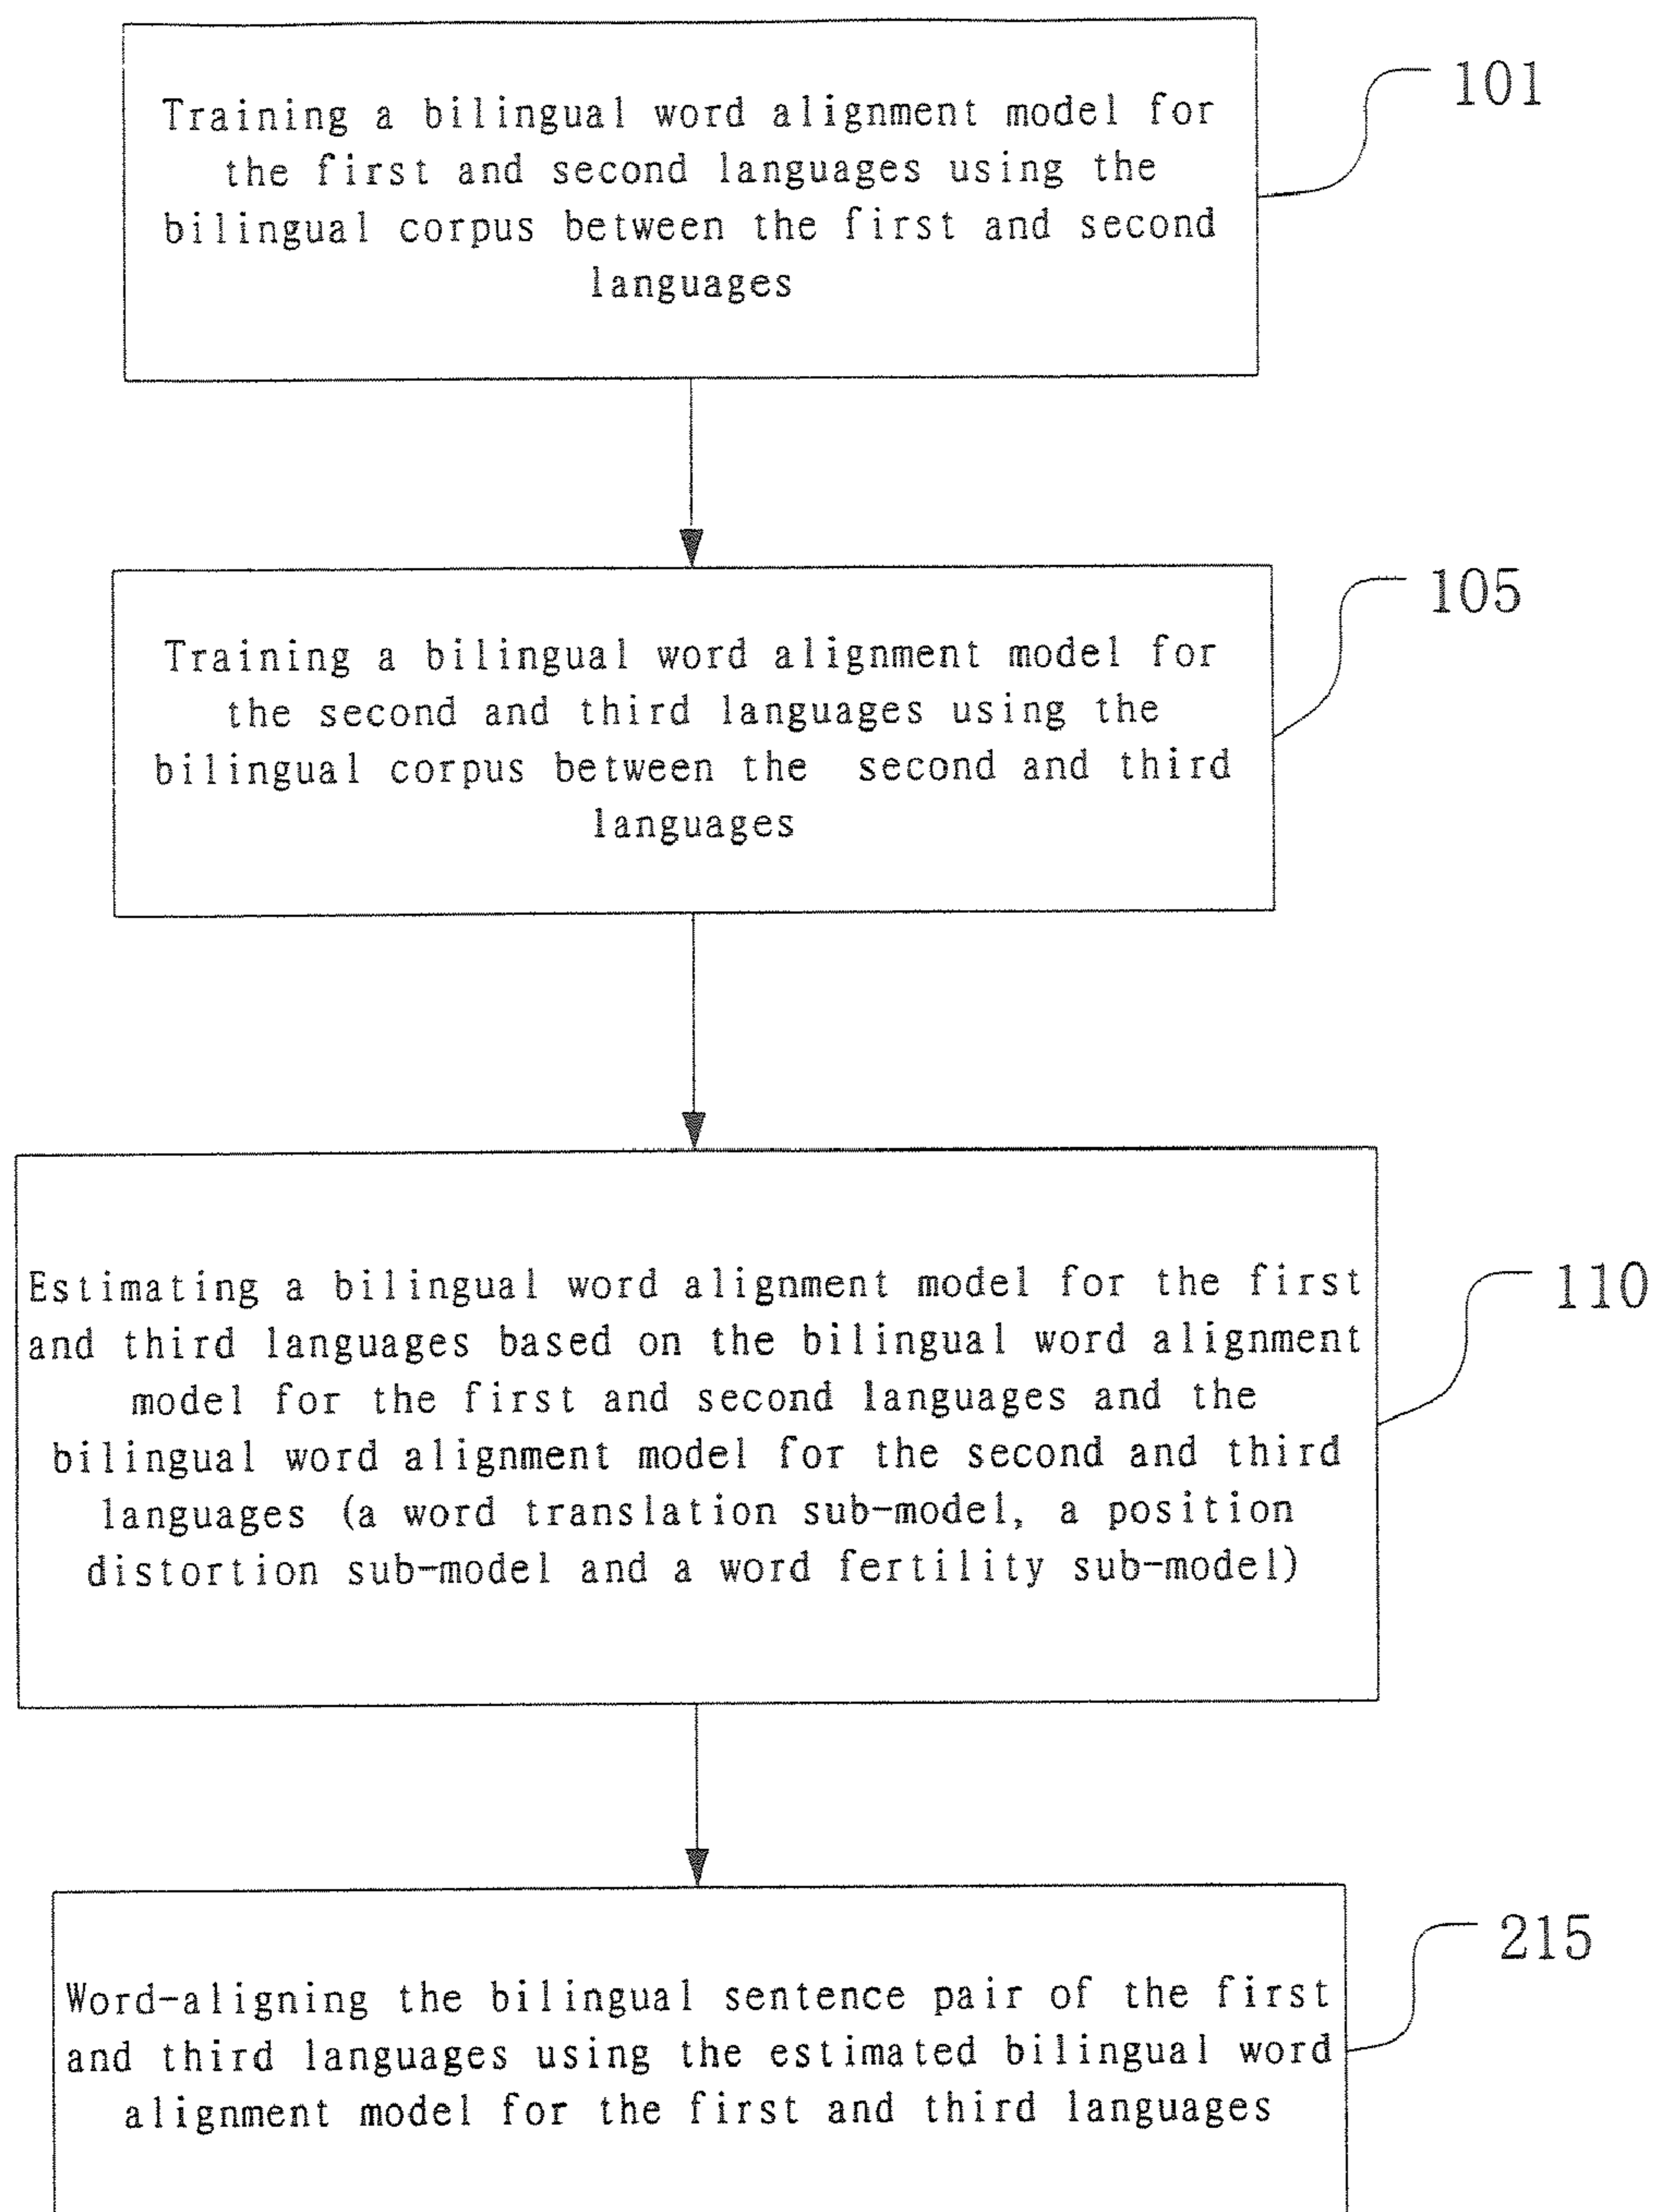 Training a bilingual word alignment model for
the first and second languages using the
bilingual corpus between the first and second
languages
101
Training a bilingual word alignment model for
the second and third languages using the
bilingual corpus between the second and third
languages
105
Estimating a bilingual word alignment model for the first
and third languages based on the bilingual word alignment
model for the first and second languages and the
bilingual word alignment model for the second and third
languages (a word translation sub-model, a position
distortion sub-model and a word fertility sub-model)
110
Word-aligning the bilingual sentence pair of the first
and third languages using the estimated bilingual word
alignment model for the first and third languages
215